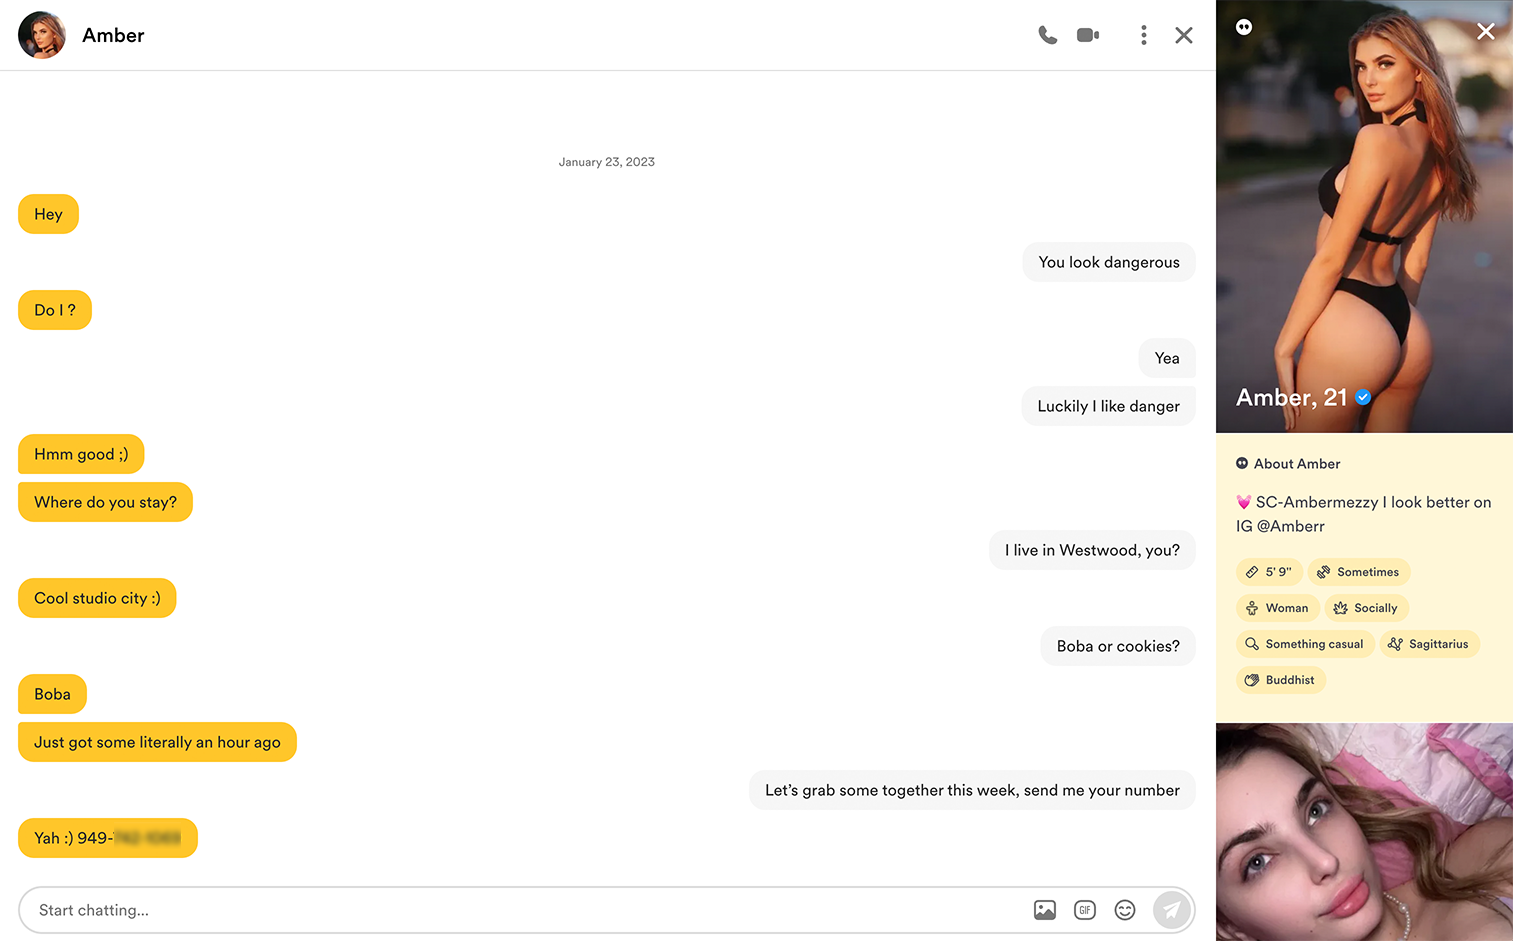 Amber
January 23, 2023
Hey
You look dangerous
Do I ?
Yea
Luckily I like danger
Hmm good ;)
Where do you stay?
I live in Westwood, you?
Cool studio city :)
Boba or cookies?
Boba
Just got some literally an hour ago
Let’s grab some together this week, send me your number
Yah :) 949-
Start chatting...
GIF
Amber, 21
About Amber
💓 SC-Ambermezzy I look better on
IG @Amberr
5' 9"
Sometimes
Woman
Socially
Something casual
Sagittarius
Buddhist